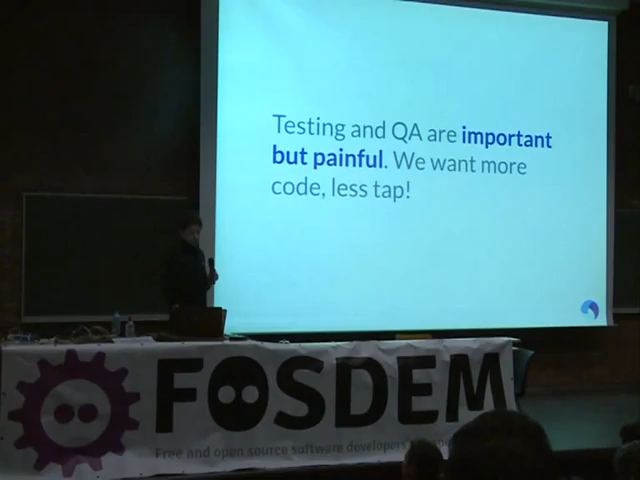 Testing and QA are important
but painful. We want more
code, less tap!
FOSDEM
Free and open source software developers